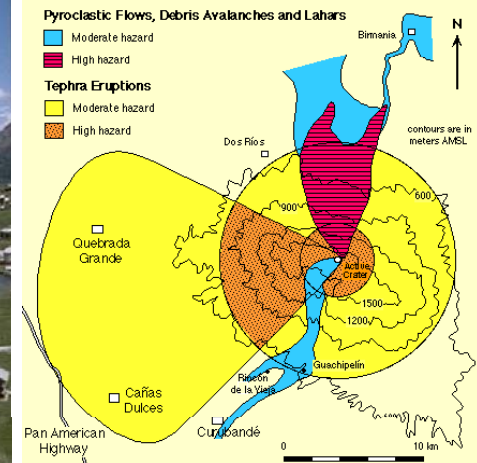 Pyroclastic Flows, Debris Avalanches and Lahars
Moderate hazard
High hazard
Tephra Eruptions
Moderate hazard
High hazard
Birmania
N
contours are in
meters AMSL
Dos Ríos
600
900
Quebrada
Grande
Active
Crater
1500
1200
Guachipelín
Rincón
de la Vieja
Cañas
Dulces
Curubandé
Pan American
Highway
0
10 km